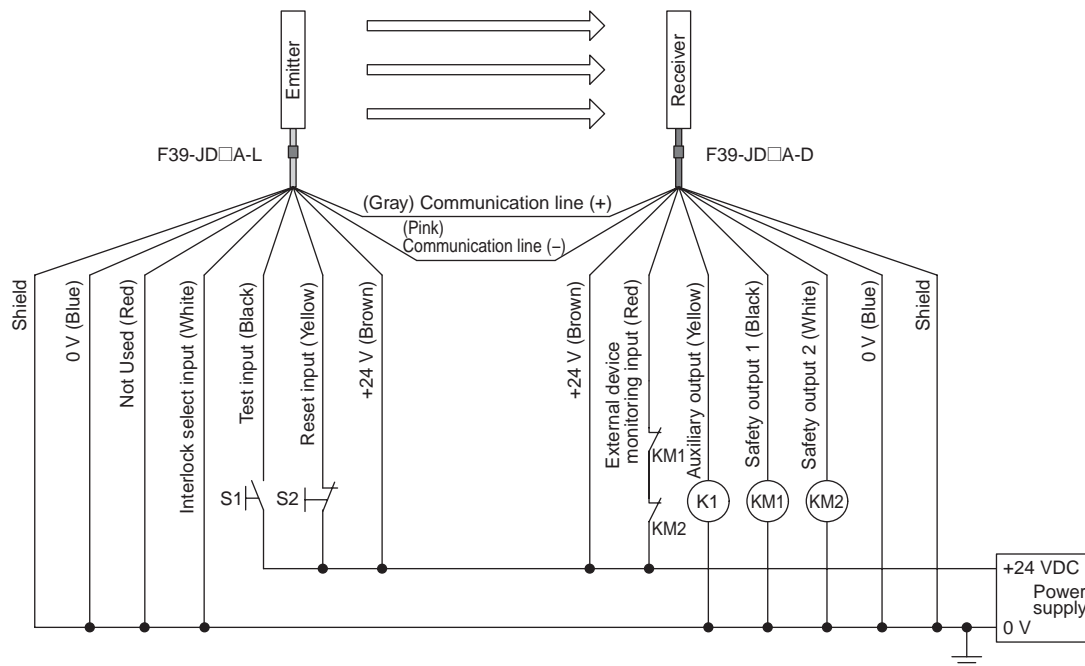 Emitter
Receiver
F39-JD□A-L
F39-JD□A-D
(Gray) Communication line (+)
(Pink)
Communication line (−)
Shield
0 V (Blue)
Not Used (Red)
Interlock select input (White)
Test input (Black)
Reset input (Yellow)
+24 V (Brown)
+24 V (Brown)
External device
monitoring input (Red)
Auxiliary output (Yellow)
Safety output 1 (Black)
Safety output 2 (White)
0 V (Blue)
Shield
S1
S2
KM1
KM2
K1
KM1
KM2
+24 VDC
Power
supply
0 V